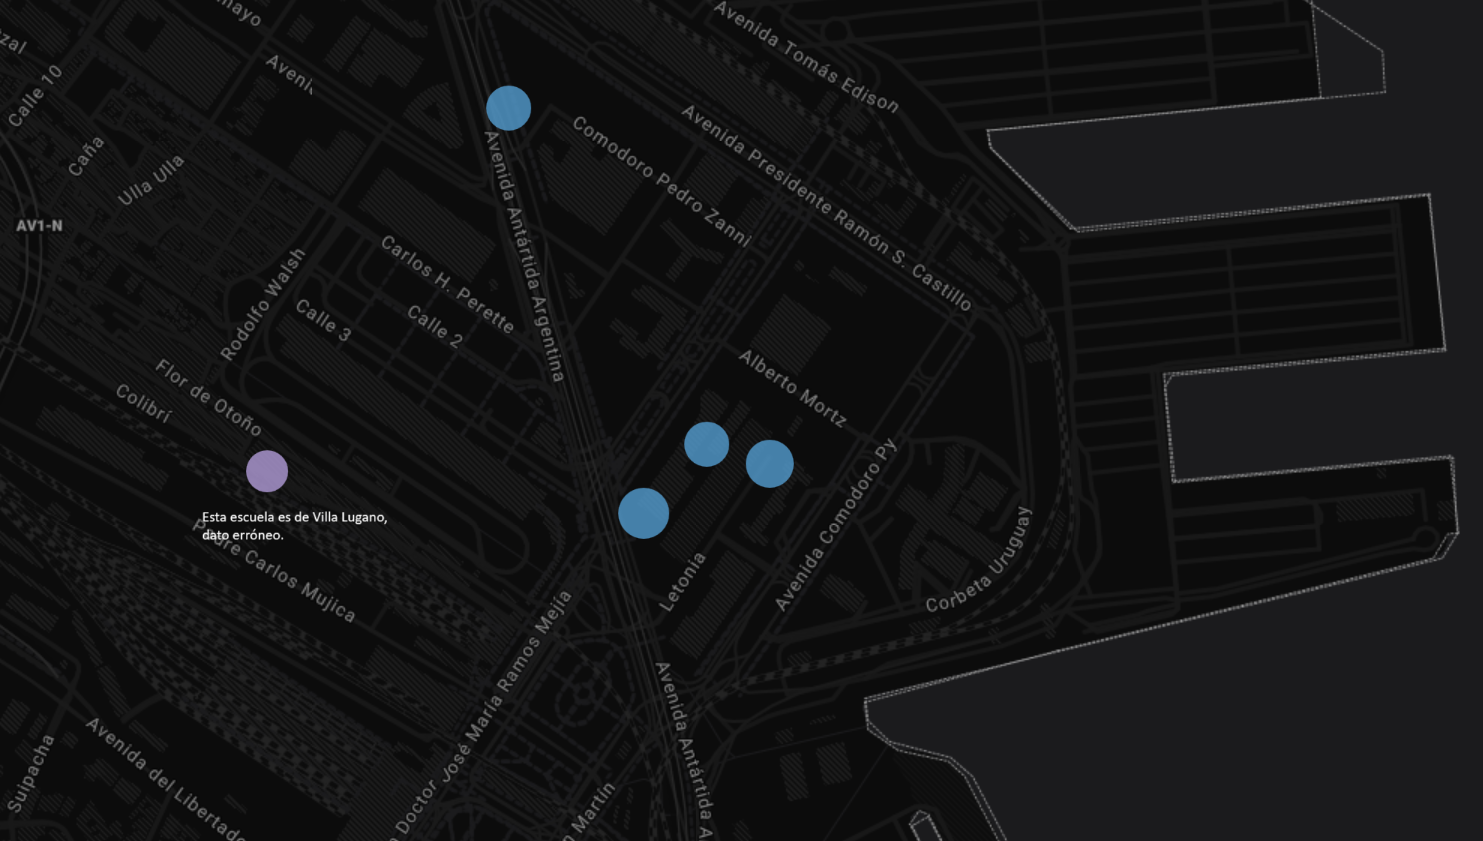 Avenida Tomás Edison
Calle 10
Caña
Ulla Ulla
AV1-N
Avenida Presidente Ramón S. Castillo
Comodoro Pedro Zanni
Avenida Antártida Argentina
Carlos H. Perette
Rodolfo Walsh
Calle 3
Calle 2
Flor de Otoño
Colibrí
Alberto Mortz
Avenida Comodoro Py
Corbeta Uruguay
Letonia
Esta escuela es de Villa Lugano,
dato erróneo.
Carlos Mujica
Doctor José María Ramos Mejía
Avenida Antártida A
Avenida del Libertado
Suipacha
n Martín